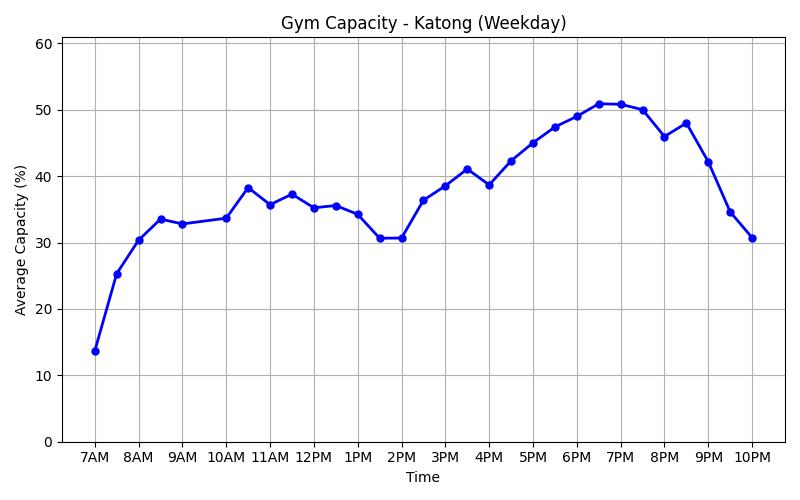 Gym Capacity - Katong (Weekday)
60
50
40
30
20
10
0
Average Capacity (%)
7AM 8AM 9AM 10AM 11AM 12PM 1PM 2PM 3PM 4PM 5PM 6PM 7PM 8PM 9PM 10PM
Time